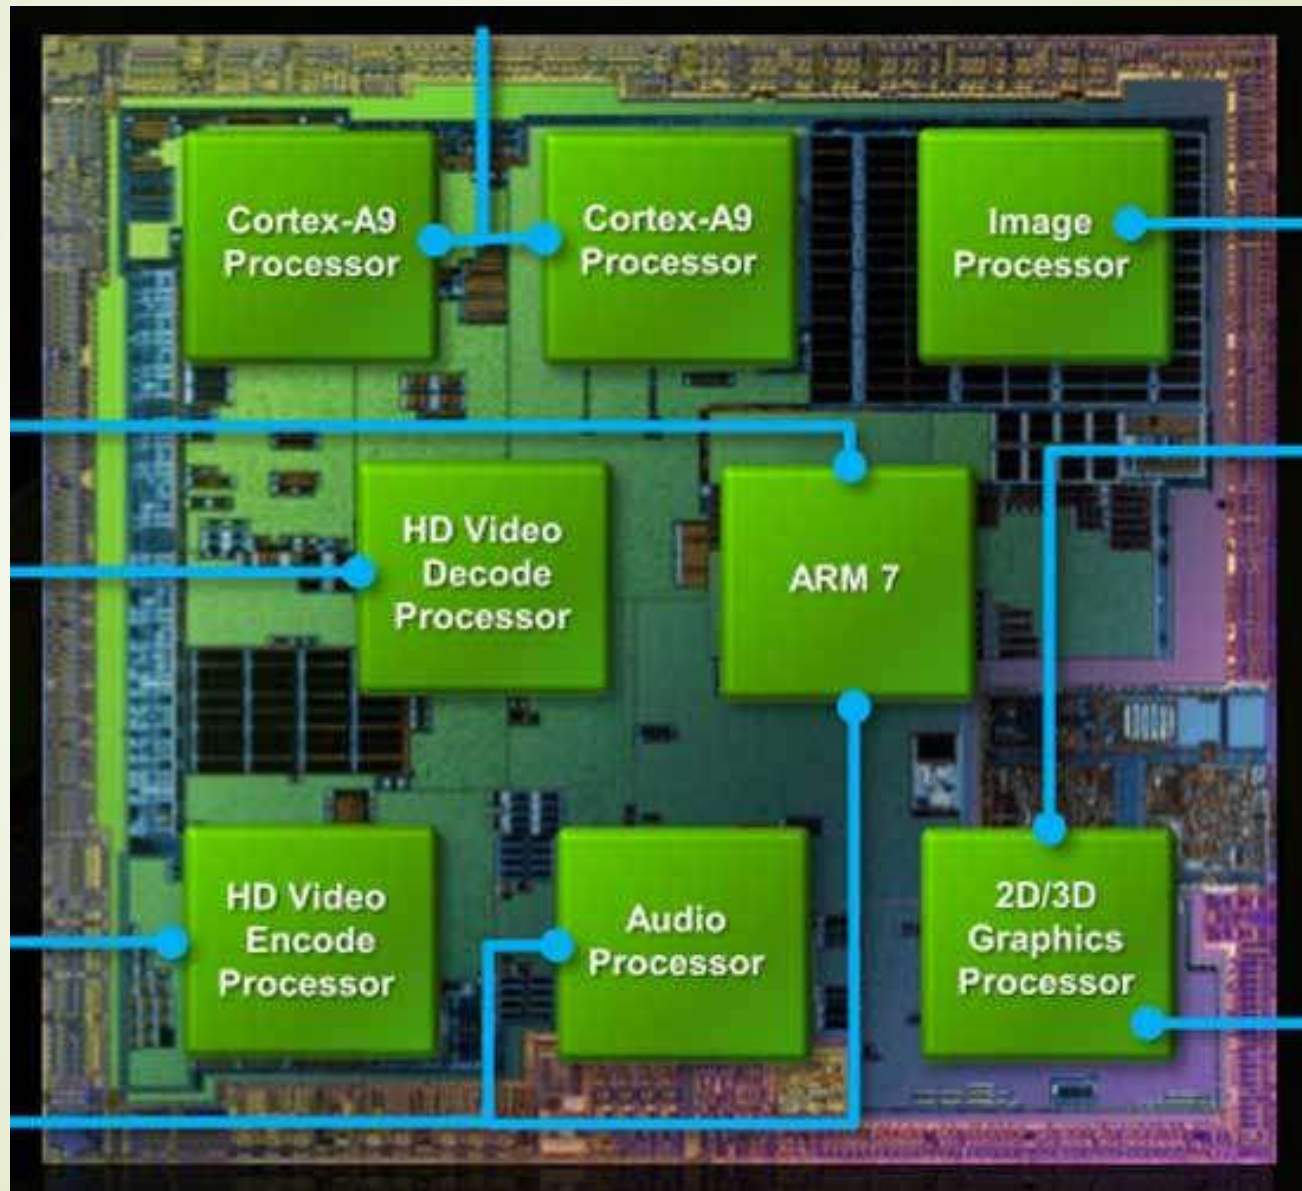 Cortex-A9
Processor
Cortex-A9
Processor
Image
Processor
HD Video
Decode
Processor
ARM 7
HD Video
Encode
Processor
Audio
Processor
2D/3D
Graphics
Processor